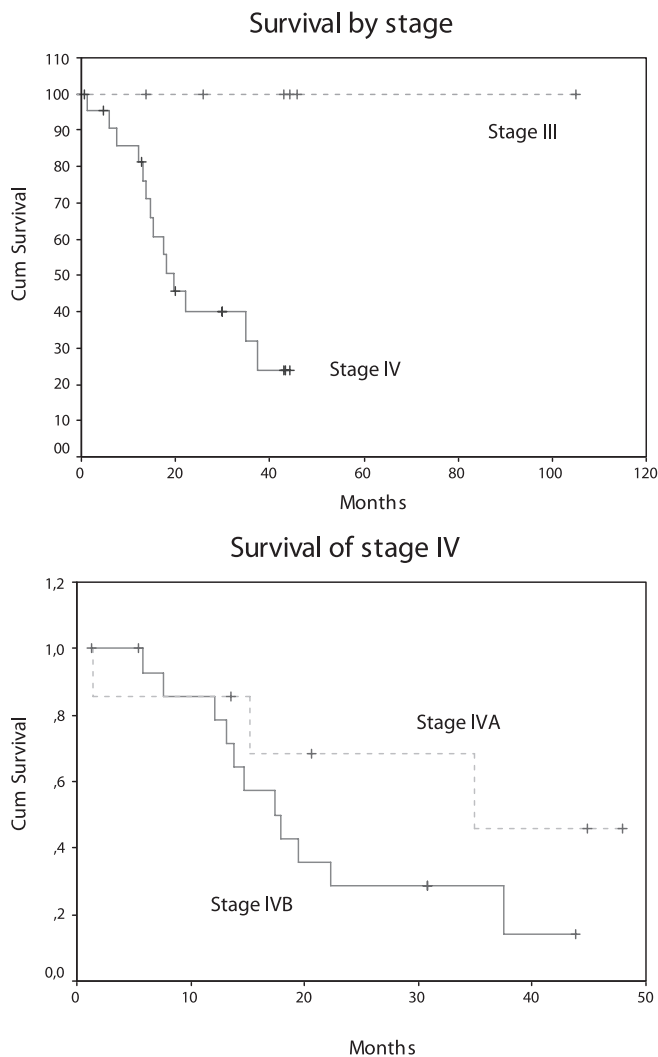 Survival by stage
110
100
90
80
70
60
50
40
30
20
10
00
Cum Survival
Stage III
Stage IV
0 20 40 60 80 100 120
Months
Survival of stage IV
1,2
1,0
,8
,6
,4
,2
0,0
Cum Survival
Stage IVA
Stage IVB
0 10 20 30 40 50
Months